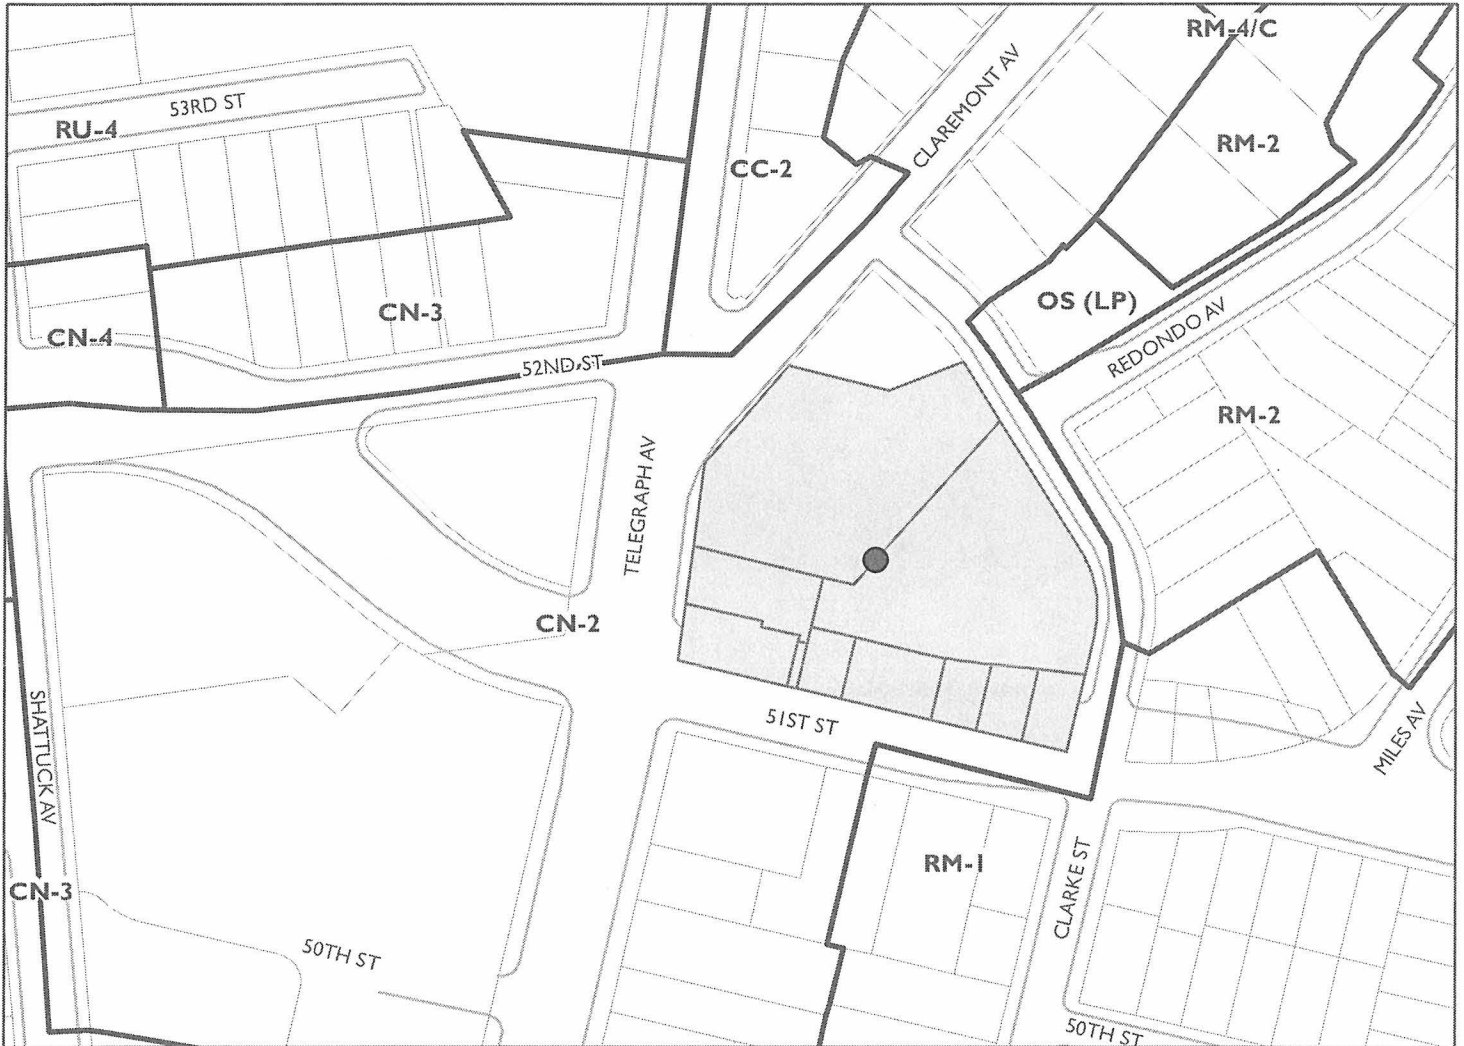 RM-4/C
CLAREMONT AV
53RD ST
RU-4
RM-2
CC-2
OS (LP)
CN-3
CN-4
REDONDO AV
52ND ST
RM-2
TELEGRAPH AV
CN-2
51ST ST
SHATTUCK AV
MILES AV
RM-1
CN-3
CLARKE ST
50TH ST
50TH ST